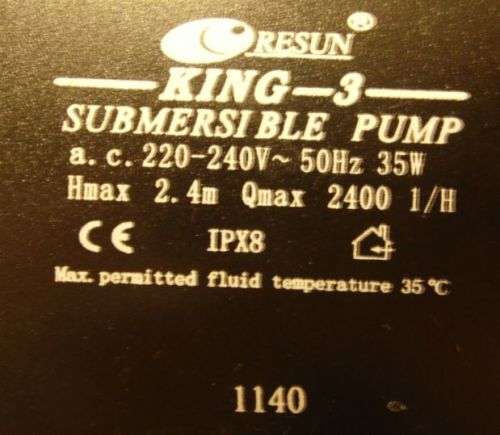 RESUN®
KING-3
SUBMERSIBLE PUMP
a.c.220-240V~ 50Hz 35W
Hmax 2.4m Qmax 2400 1/H
CE IPX8
Max. permitted fluid temperature 35℃
1140